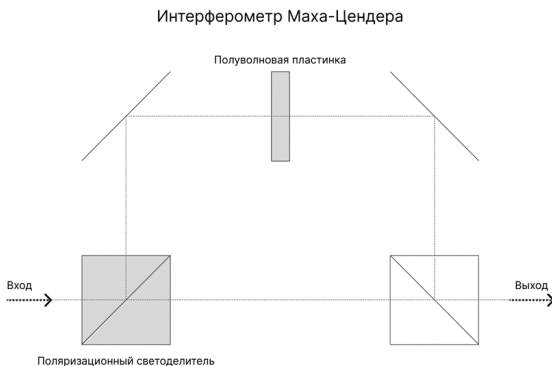 Интерферометр Маха-Цендера
Полуволновая пластинка
Вход
Выход
Поляризационный светоделитель